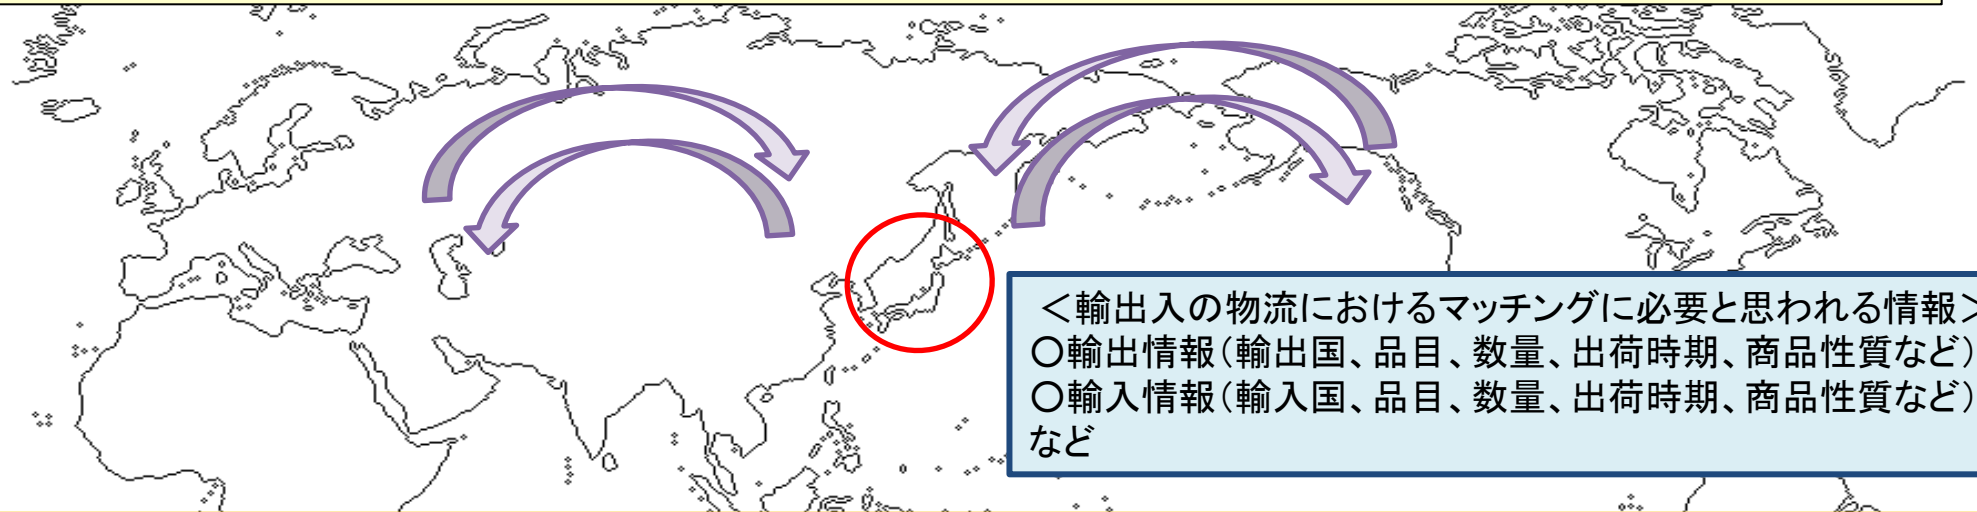 ＜輸出入の物流におけるマッチングに必要と思われる情報＞
〇輸出情報（輸出国、品目、数量、出荷時期、商品性質など）
〇輸入情報（輸入国、品目、数量、出荷時期、商品性質など）
など